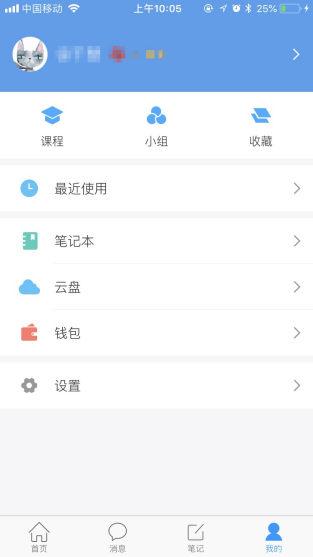 中国移动 上午10:05 25%
课程 小组 收藏
最近使用
笔记本
云盘
钱包
设置
首页 消息 笔记 我的